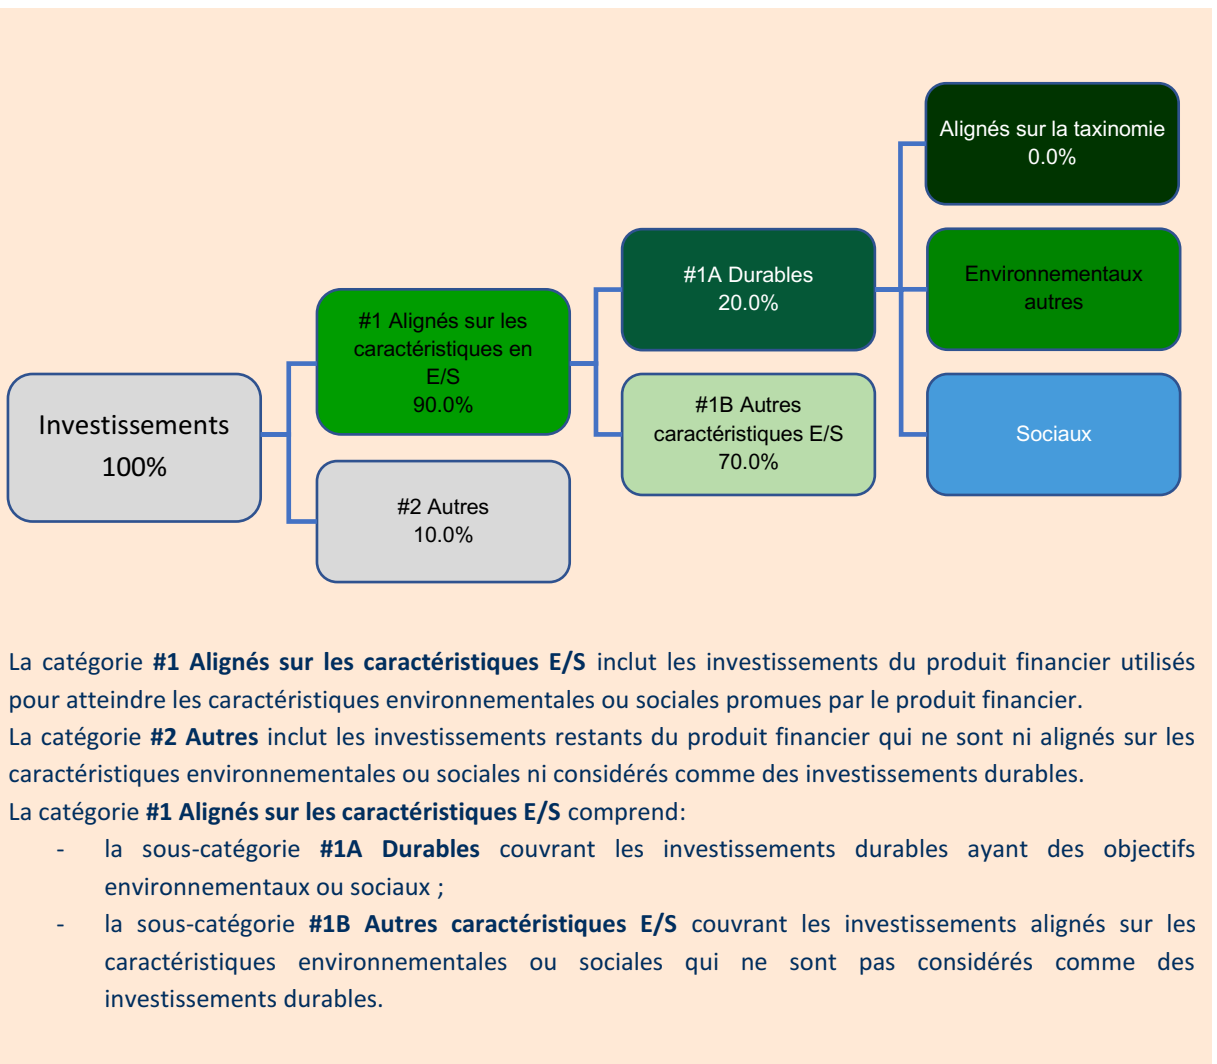 Alignés sur la taxinomie
0.0%
#1A Durables
20.0%
Environnementaux
autres
#1 Alignés sur les
caractéristiques en
E/S
90.0%
Investissements
100%
#1B Autres
caractéristiques E/S
70.0%
Sociaux
#2 Autres
10.0%
La catégorie #1 Alignés sur les caractéristiques E/S inclut les investissements du produit financier utilisés
pour atteindre les caractéristiques environnementales ou sociales promues par le produit financier.
La catégorie #2 Autres inclut les investissements restants du produit financier qui ne sont ni alignés sur les
caractéristiques environnementales ou sociales ni considérés comme des investissements durables.
La catégorie #1 Alignés sur les caractéristiques E/S comprend:
- la sous-catégorie #1A Durables couvrant les investissements durables ayant des objectifs
environnementaux ou sociaux ;
- la sous-catégorie #1B Autres caractéristiques E/S couvrant les investissements alignés sur les
caractéristiques environnementales ou sociales qui ne sont pas considérés comme des
investissements durables.